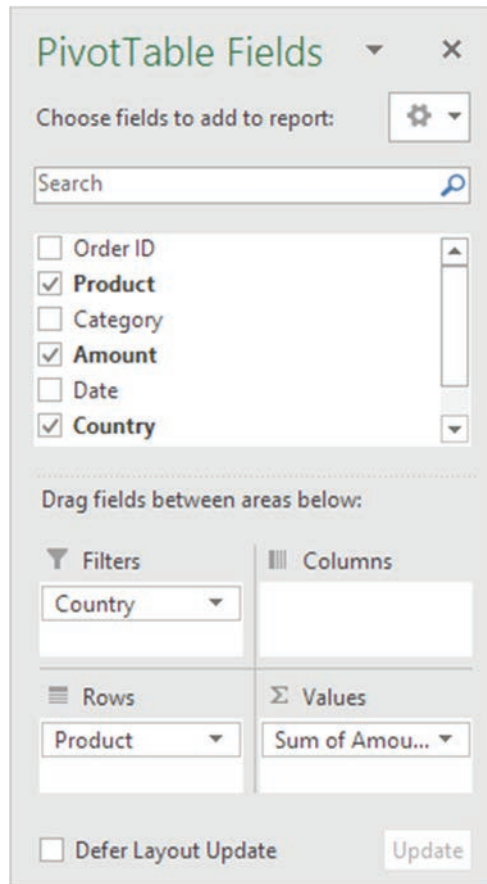 PivotTable Fields
Choose fields to add to report:
Search
Order ID
Product
Category
Amount
Date
Country
Drag fields between areas below:
Filters
Columns
Country
Rows
Σ Values
Product
Sum of Amou...
Defer Layout Update
Update